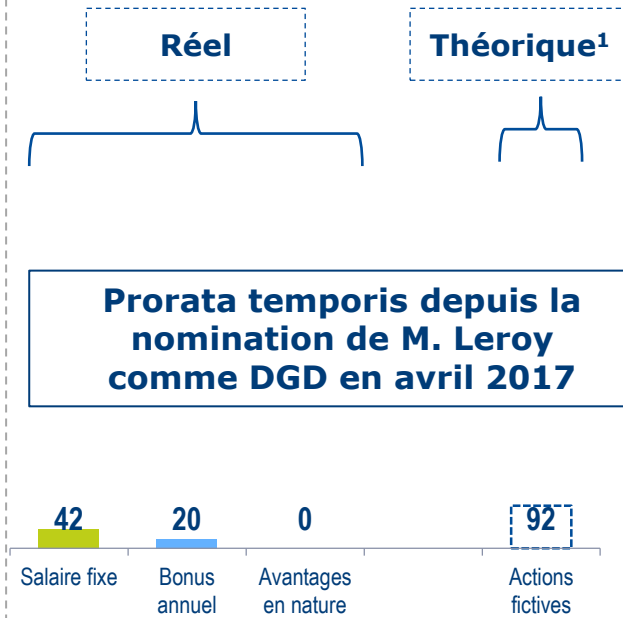 Réel
Théorique¹
Prorata temporis depuis la
nomination de M. Leroy
comme DGD en avril 2017
42
20
0
92
Salaire fixe
Bonus
annuel
Avantages
en nature
Actions
fictives